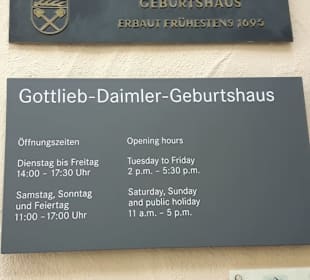 GEBURTSHAUS
ERBAUT FRÜHESTENS 1695
Gottlieb-Daimler-Geburtshaus
Öffnungszeiten
Dienstag bis Freitag
14:00 - 17:30 Uhr
Samstag, Sonntag
und Feiertag
11:00 - 17:00 Uhr
Opening hours
Tuesday to Friday
2 p.m. - 5:30 p.m.
Saturday, Sunday
and public holiday
11 a.m. - 5 p.m.